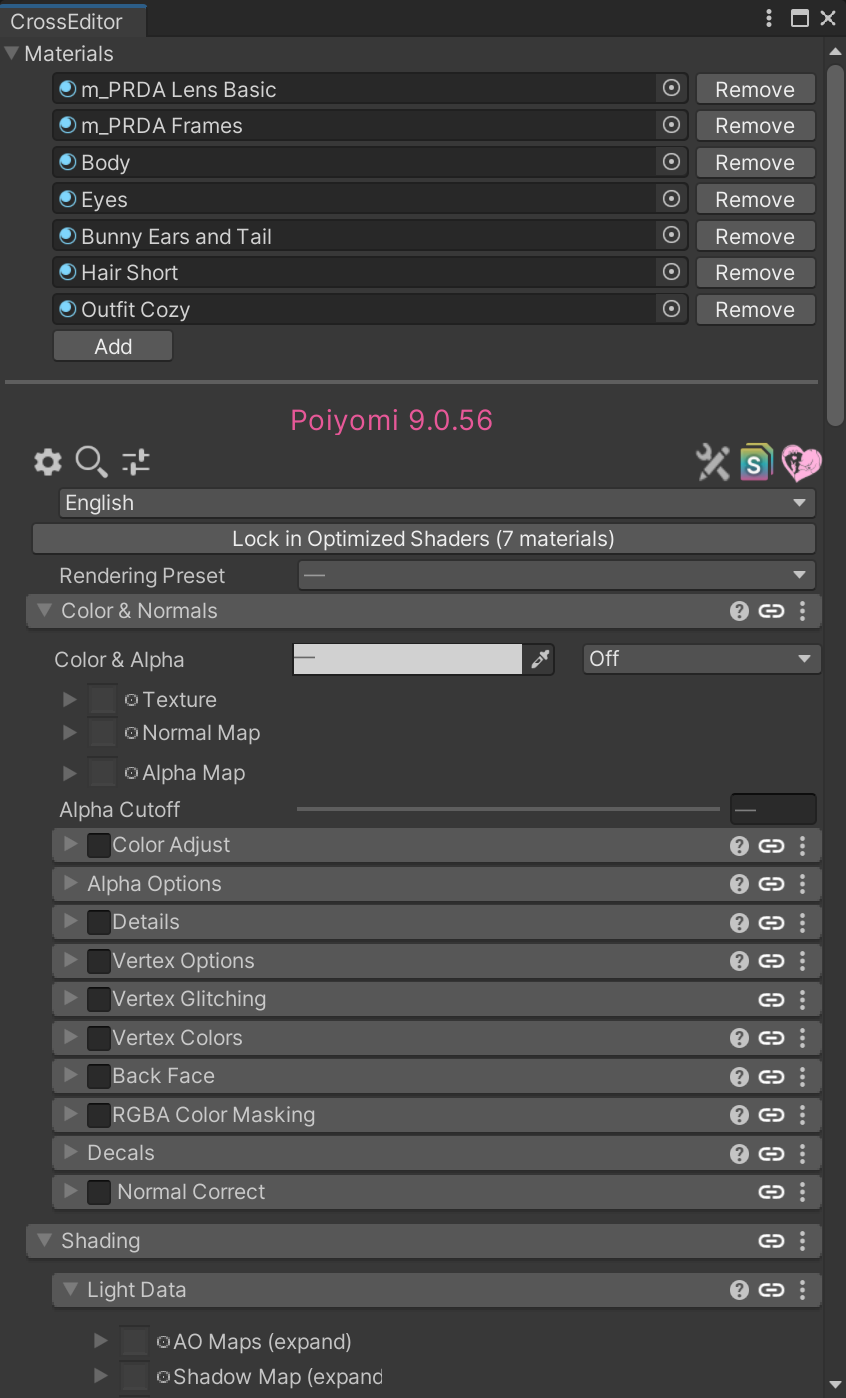 CrossEditor
Materials
m_PRDA Lens Basic Remove
m_PRDA Frames Remove
Body Remove
Eyes Remove
Bunny Ears and Tail Remove
Hair Short Remove
Outfit Cozy Remove
Add
Poiyomi 9.0.56
S
English
Lock in Optimized Shaders (7 materials)
Rendering Preset —
Color & Normals ?
Color & Alpha — Off
Texture
Normal Map
Alpha Map
Alpha Cutoff —
Color Adjust ?
Alpha Options ?
Details ?
Vertex Options ?
Vertex Glitching
Vertex Colors ?
Back Face ?
RGBA Color Masking ?
Decals ?
Normal Correct
Shading
Light Data ?
AO Maps (expand)
Shadow Map (expand